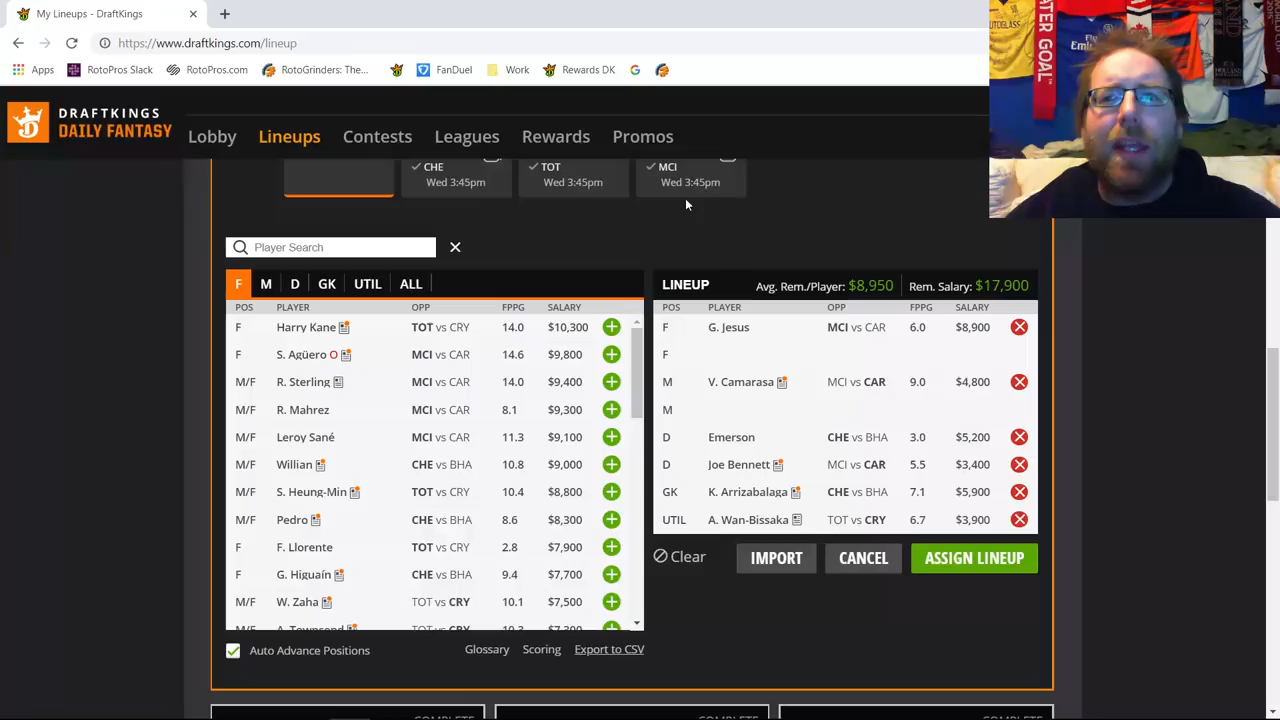 My Lineups - DraftKings
https://www.draftkings.com/lineup
Apps RotoPros Slack RotoPros.com RotoGrinders'The... FanDuel Work Rewards DK
DRAFTKINGS
DAILY FANTASY
Lobby Lineups Contests Leagues Rewards Promos
CHE TOT MCI
Wed 3:45pm Wed 3:45pm Wed 3:45pm
Player Search
F M D GK UTIL ALL
POS PLAYER OPP FPPG SALARY
F Harry Kane TOT vs CRY 14.0 $10,300
F S. Agüero O MCI vs CAR 14.6 $9,800
M/F R. Sterling MCI vs CAR 14.0 $9,400
M/F R. Mahrez MCI vs CAR 8.1 $9,300
M/F Leroy Sané MCI vs CAR 11.3 $9,100
M/F Willian CHE vs BHA 10.8 $9,000
M/F S. Heung-Min TOT vs CRY 10.4 $8,800
M/F Pedro CHE vs BHA 8.6 $8,300
F F. Llorente TOT vs CRY 2.8 $7,900
F G. Higuaín CHE vs BHA 9.4 $7,700
M/F W. Zaha TOT vs CRY 10.1 $7,500
M/F A. Townsend TOT vs CRY 10.3 $7,300
Auto Advance Positions
Glossary Scoring Export to CSV
LINEUP Avg. Rem./Player: $8,950 Rem. Salary: $17,900
POS PLAYER OPP FPPG SALARY
F G. Jesus MCI vs CAR 6.0 $8,900
F
M V. Camarasa MCI vs CAR 9.0 $4,800
M
D Emerson CHE vs BHA 3.0 $5,200
D Joe Bennett MCI vs CAR 5.5 $3,400
GK K. Arrizabalaga CHE vs BHA 7.1 $5,900
UTIL A. Wan-Bissaka TOT vs CRY 6.7 $3,900
Clear IMPORT CANCEL ASSIGN LINEUP
COMPLETE COMPLETE COMPLETE